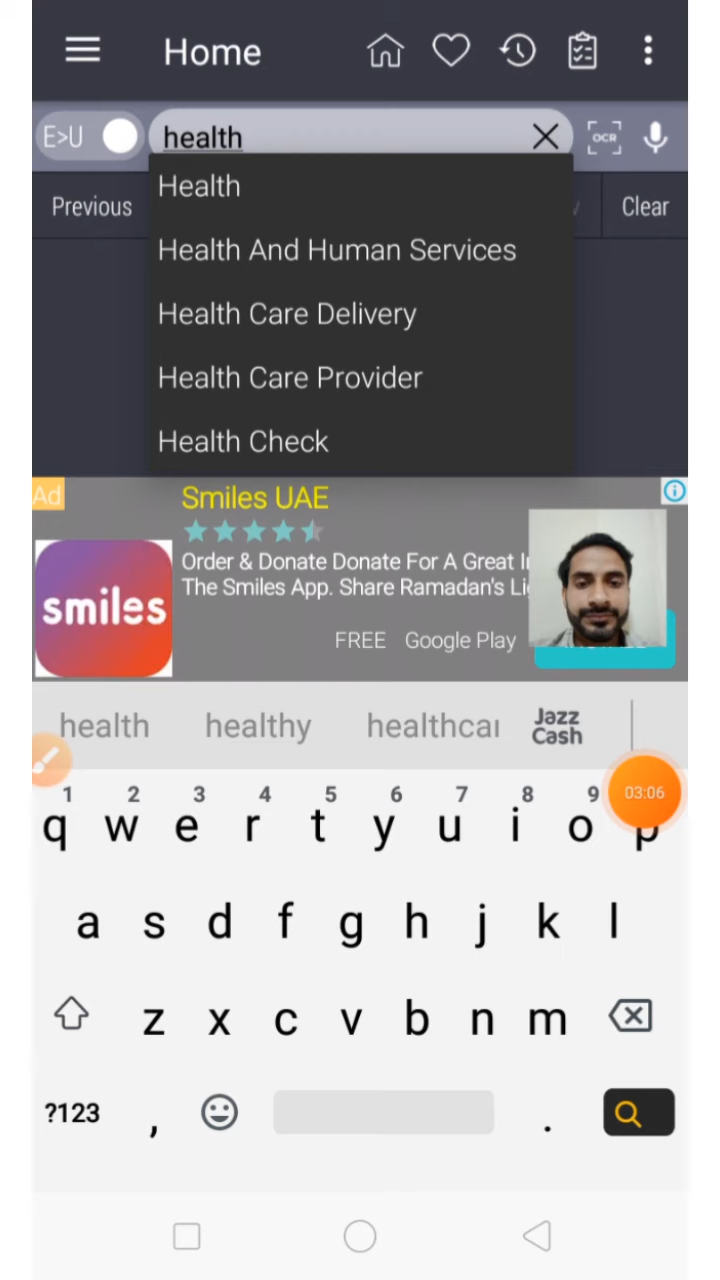 Home
E>U
health
Previous
Clear
Health
Health And Human Services
Health Care Delivery
Health Care Provider
Health Check
Ad
Smiles UAE
smiles
Order & Donate Donate For A Great
The Smiles App. Share Ramadan's
FREE Google Play
health healthy healthcar Jazz Cash
1 2 3 4 5 6 7 8 9
q w e r t y u i o p
03:06
a s d f g h j k l
z x c v b n m
?123 , .
OCR